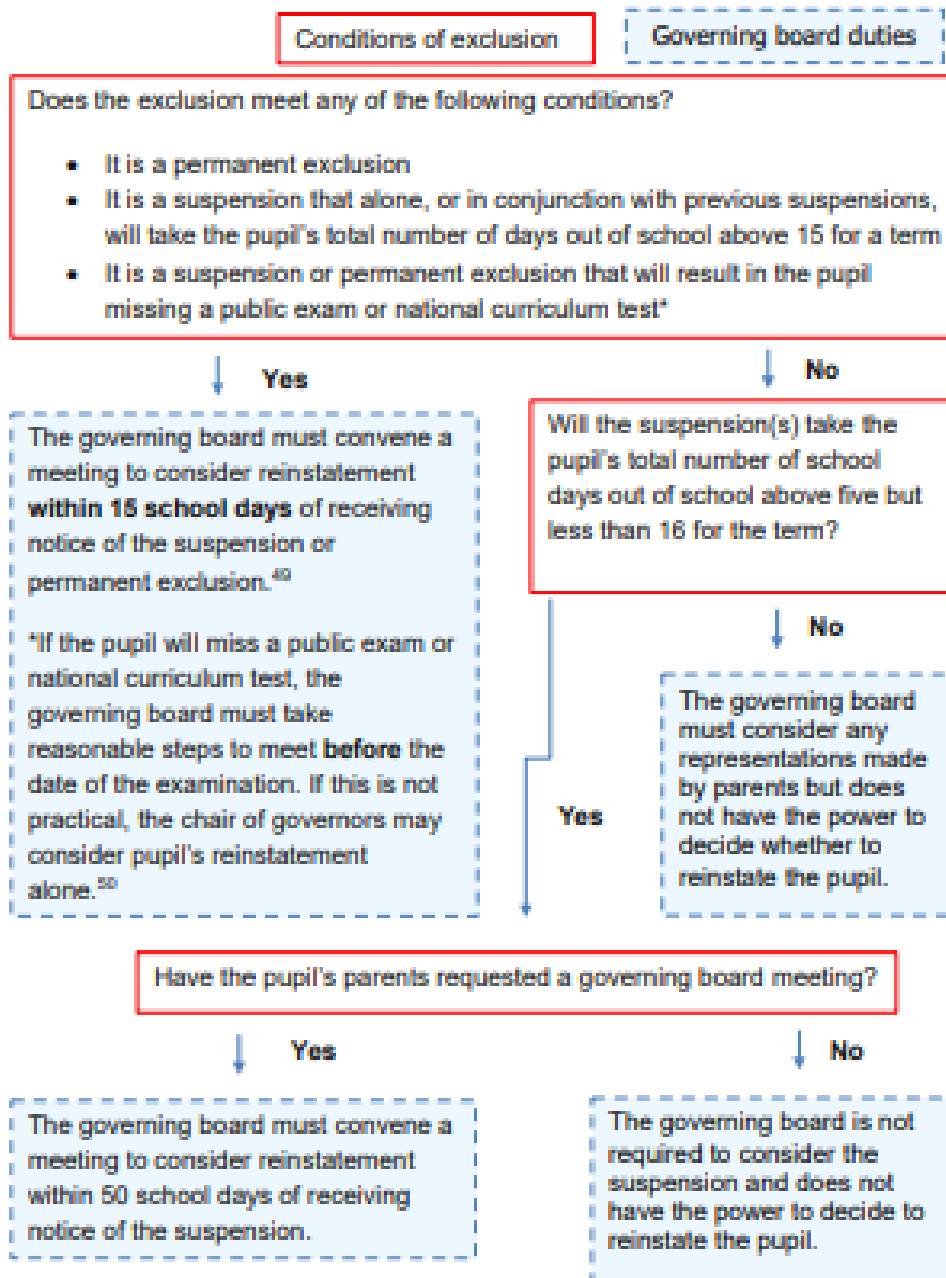 Conditions of exclusion
Governing board duties
Does the exclusion meet any of the following conditions?
• It is a permanent exclusion
• It is a suspension that alone, or in conjunction with previous suspensions,
will take the pupil's total number of days out of school above 15 for a term
• It is a suspension or permanent exclusion that will result in the pupil
missing a public exam or national curriculum test*
Yes
No
The governing board must convene a
meeting to consider reinstatement
within 15 school days of receiving
notice of the suspension or
permanent exclusion.49
*If the pupil will miss a public exam or
national curriculum test, the
governing board must take
reasonable steps to meet before the
date of the examination. If this is not
practical, the chair of governors may
consider pupil's reinstatement
alone.50
Will the suspension(s) take the
pupil's total number of school
days out of school above five but
less than 16 for the term?
No
The governing board
must consider any
representations made
by parents but does
not have the power to
decide whether to
reinstate the pupil.
Yes
Have the pupil's parents requested a governing board meeting?
Yes
No
The governing board must convene a
meeting to consider reinstatement
within 50 school days of receiving
notice of the suspension.
The governing board is not
required to consider the
suspension and does not
have the power to decide to
reinstate the pupil.